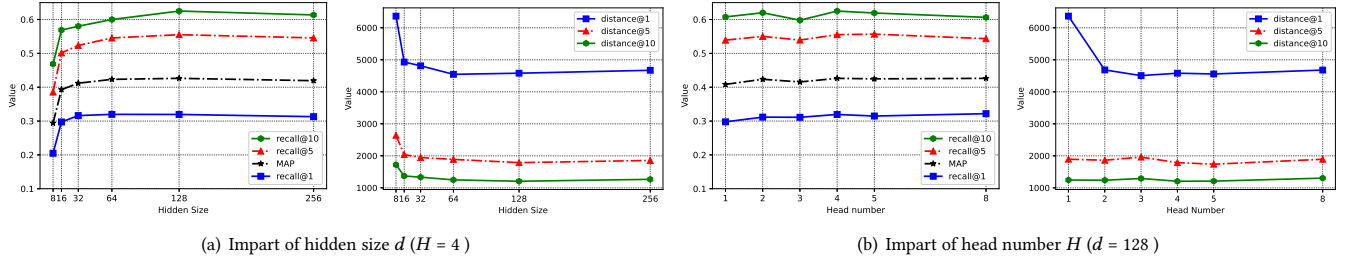 0.6
0.5
0.4
0.3
0.2
0.1
Value
recall@10
recall@5
MAP
recall@1
8 16 32 64 128 256
Hidden Size
5000
4000
3000
2000
1000
6000
Value
distance@1
distance@5
distance@10
8 16 32 64 128 256
Hidden Size
(a) Impart of hidden size d (H = 4 )
0.6
0.5
0.4
0.3
0.2
0.1
Value
recall@10
recall@5
MAP
recall@1
1 2 3 4 5 8
Head number
6000
5000
4000
3000
2000
1000
Value
distance@1
distance@5
distance@10
1 2 3 4 5 8
Head Number
(b) Impart of head number H (d = 128 )